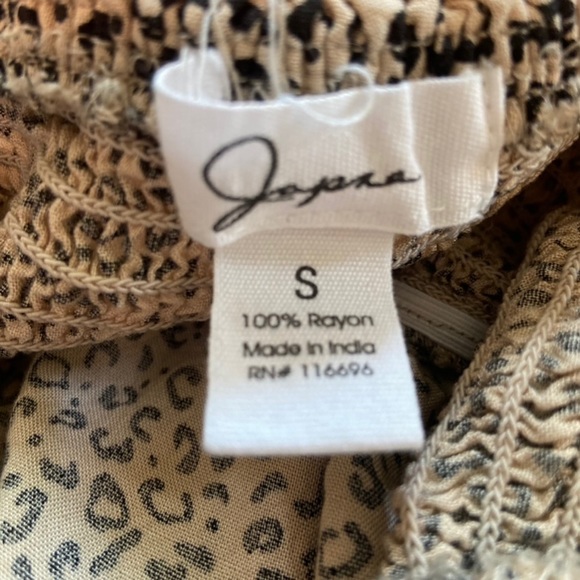 Japna
S
100% Rayon
Made in India
RN# 116696